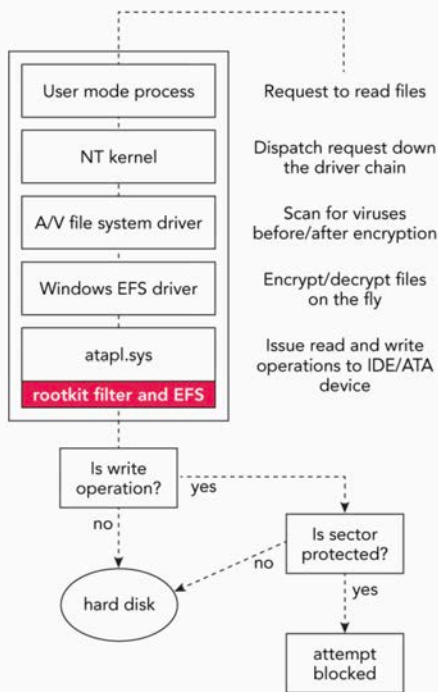 User mode process
Request to read files
NT kernel
Dispatch request down
the driver chain
A/V file system driver
Scan for viruses
before/after encryption
Windows EFS driver
Encrypt/decrypt files
on the fly
atapl.sys
Issue read and write
operations to IDE/ATA
device
rootkit filter and EFS
Is write
operation?
yes
no
Is sector
protected?
no
yes
hard disk
attempt
blocked